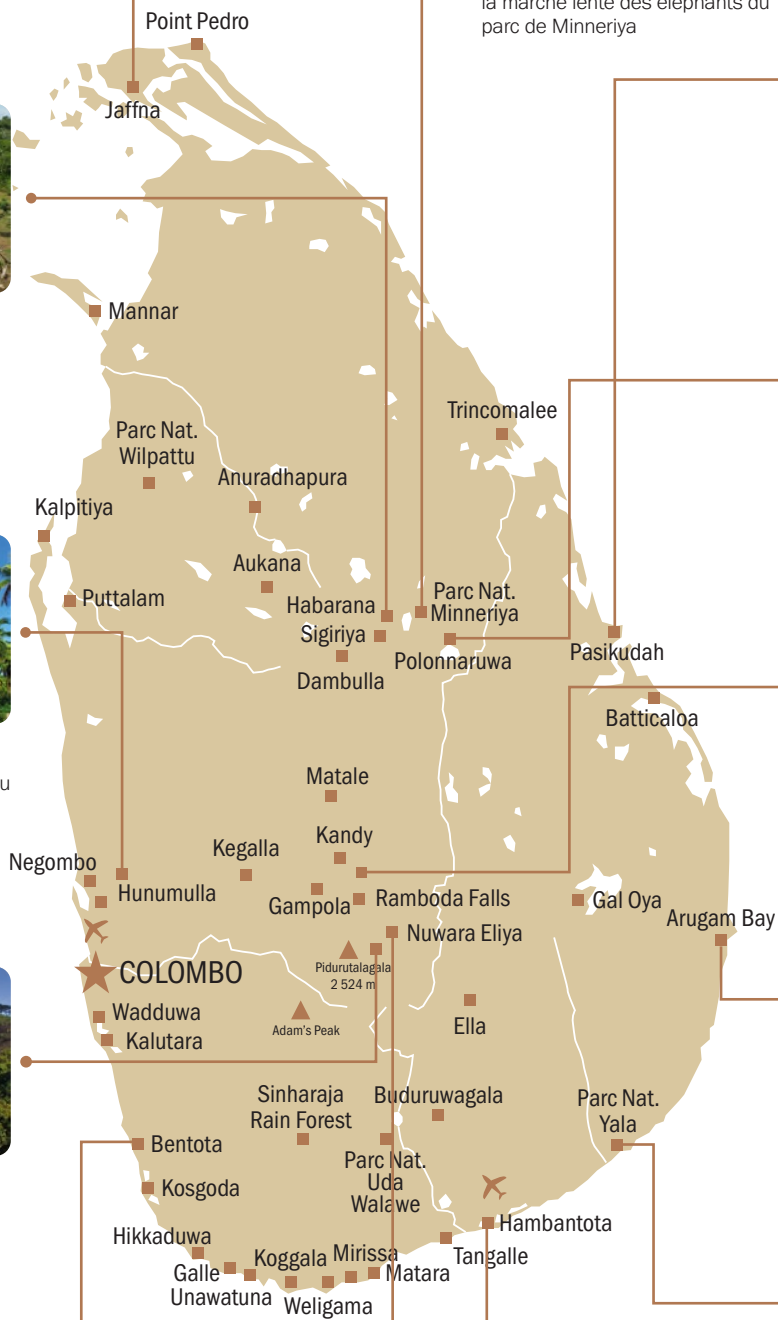 la marche lente des éléphants du
parc de Minneriya
Point Pedro
Jaffna
Mannar
Trincomalee
Parc Nat.
Wilpattu
Anuradhapura
Kalpitiya
Aukana
Puttalam
Habarana
Parc Nat.
Minneriya
Sigiriya
Polonnaruwa
Pasikudah
Dambulla
Batticaloa
u
Matale
Kandy
Kegalla
Negombo
Hunumulla
Gampola
Ramboda Falls
Gal Oya
Arugam Bay
Nuwara Eliya
Pidurutalagala
2 524 m
COLOMBO
Wadduwa
Kalutara
Adam's Peak
Ella
Sinharaja
Rain Forest
Buduruwagala
Parc Nat.
Yala
Bentota
Parc Nat.
Uda
Walawe
Kosgoda
Hambantota
Hikkaduwa
Koggala
Mirissa
Tangalle
Galle
Matara
Unawatuna
Weligama